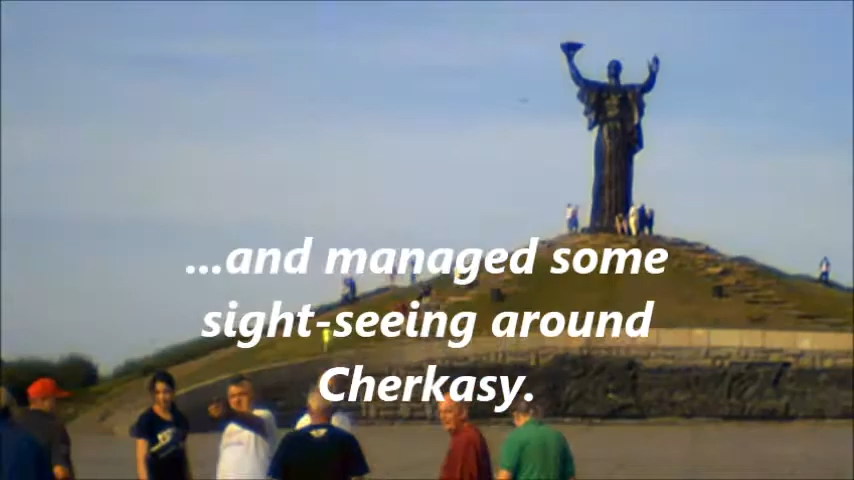 ...and managed some
sight-seeing around
Cherkasy.